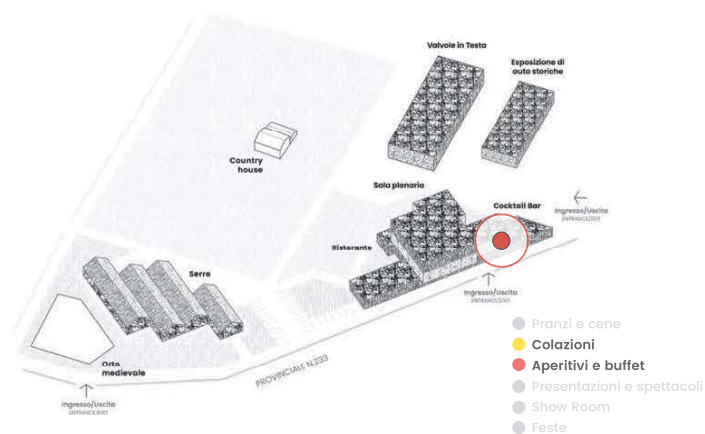 Valvole in Testa
Esposizione di
auto storiche
Country
house
Sala plenaria
Cocktail Bar
Ingresso/Uscita
ENTRANCE/EXIT
Ristorante
Serre
Ingresso/Uscita
ENTRANCE/EXIT
Orto
medievale
PROVINCIALE N.233
Ingresso/Uscita
ENTRANCE/EXIT
Pranzi e cene
Colazioni
Aperitivi e buffet
Presentazioni e spettacoli
Show Room
Feste